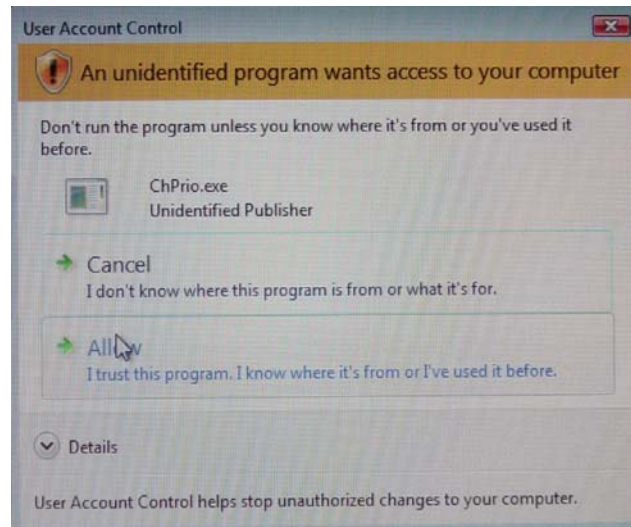 User Account Control
An unidentified program wants access to your computer
Don't run the program unless you know where it's from or you've used it
before.
ChPrio.exe
Unidentified Publisher
Cancel
I don't know where this program is from or what it's for.
Allow
I trust this program. I know where it's from or I've used it before.
Details
User Account Control helps stop unauthorized changes to your computer.